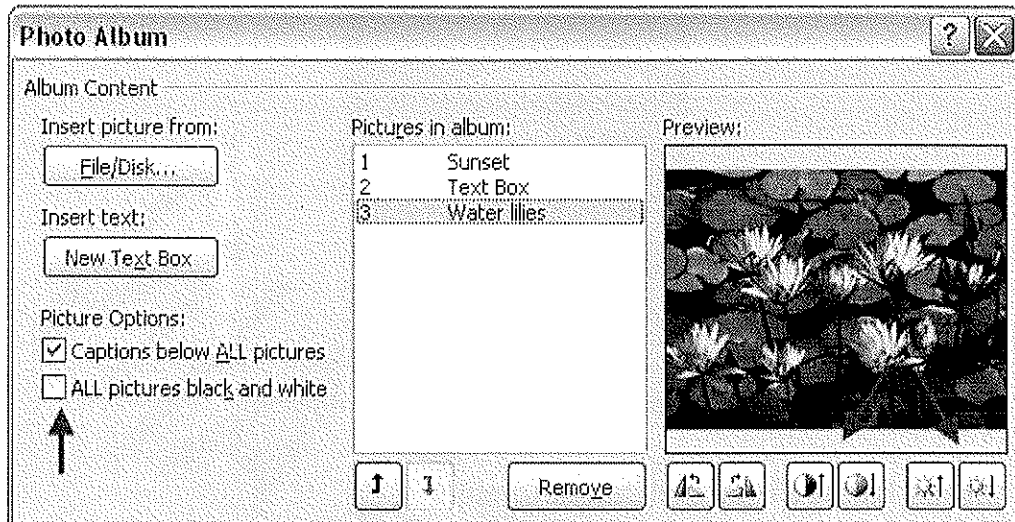 Photo Album
Album Content
Insert picture from:
File/Disk...
Insert text:
New Text Box
Picture Options:
Captions below ALL pictures
ALL pictures black and white
Pictures in album:
1 Sunset
2 Text Box
3 Water lilies
Remove
Preview: